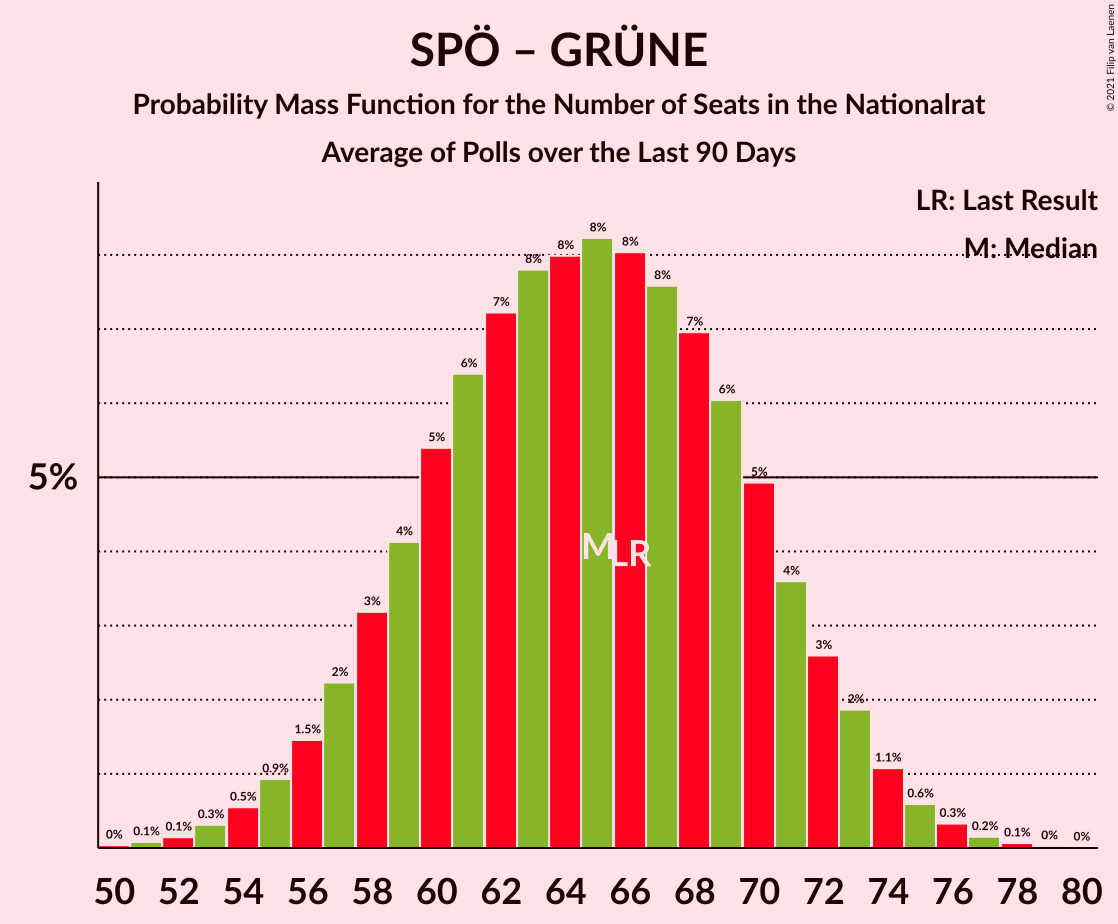 SPÖ – GRÜNE
Probability Mass Function for the Number of Seats in the Nationalrat
Average of Polls over the Last 90 Days
© 2021 Filip van Laenen
LR: Last Result
M: Median
5%
0% 0.1% 0.1% 0.3% 0.5% 0.9% 1.5% 2% 3% 4% 5% 6% 7% 8% 8% 8% 8% 8% 7% 6% 5% 4% 3% 2% 1.1% 0.6% 0.3% 0.2% 0.1% 0% 0%
M LR
50 52 54 56 58 60 62 64 66 68 70 72 74 76 78 80